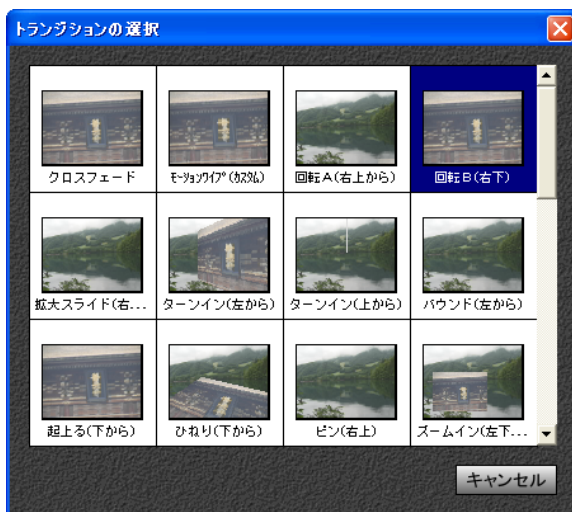 トランジションの選択
クロスフェード
モーションワイプ(カスタム)
回転A(右上から)
回転B(右下)
拡大スライド(右...
ターンイン(左から)
ターンイン(上から)
バウンド(左から)
起上る(下から)
ひねり(下から)
ピン(右上)
ズームイン(左下...
キャンセル